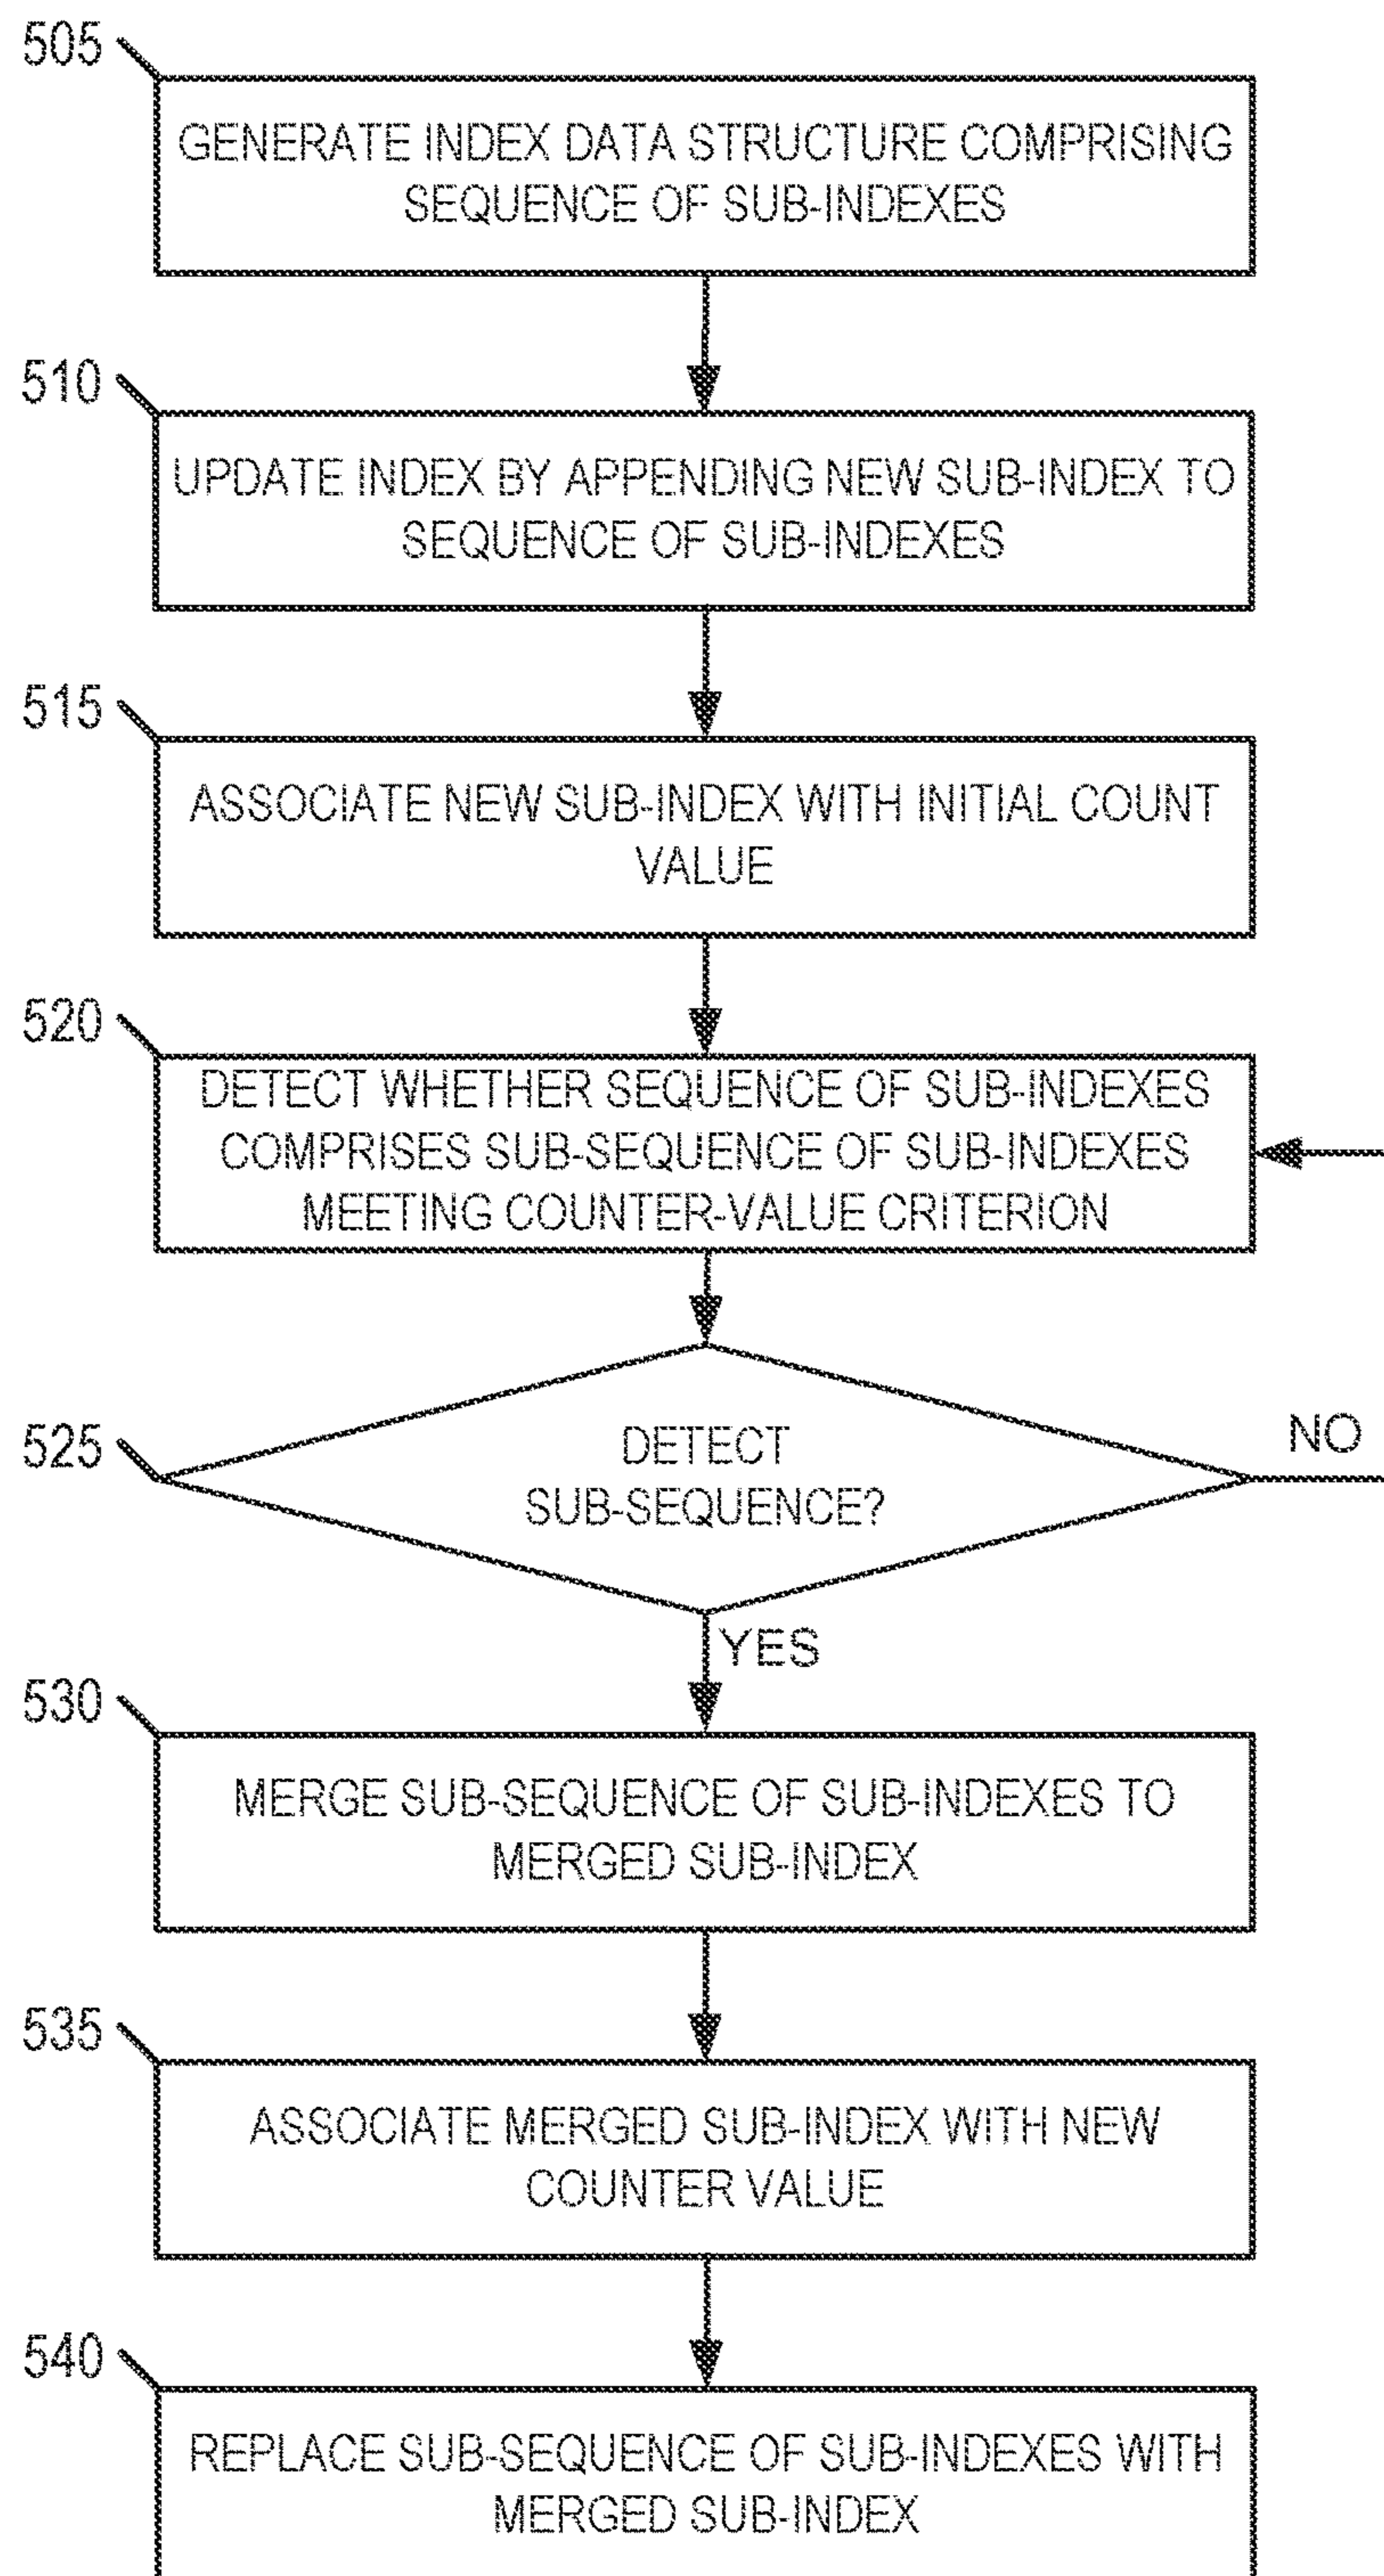 505
GENERATE INDEX DATA STRUCTURE COMPRISING
SEQUENCE OF SUB-INDEXES
510
UPDATE INDEX BY APPENDING NEW SUB-INDEX TO
SEQUENCE OF SUB-INDEXES
515
ASSOCIATE NEW SUB-INDEX WITH INITIAL COUNT
VALUE
520
DETECT WHETHER SEQUENCE OF SUB-INDEXES
COMPRISES SUB-SEQUENCE OF SUB-INDEXES
MEETING COUNTER-VALUE CRITERION
525
DETECT
SUB-SEQUENCE?
NO
YES
530
MERGE SUB-SEQUENCE OF SUB-INDEXES TO
MERGED SUB-INDEX
535
ASSOCIATE MERGED SUB-INDEX WITH NEW
COUNTER VALUE
540
REPLACE SUB-SEQUENCE OF SUB-INDEXES WITH
MERGED SUB-INDEX